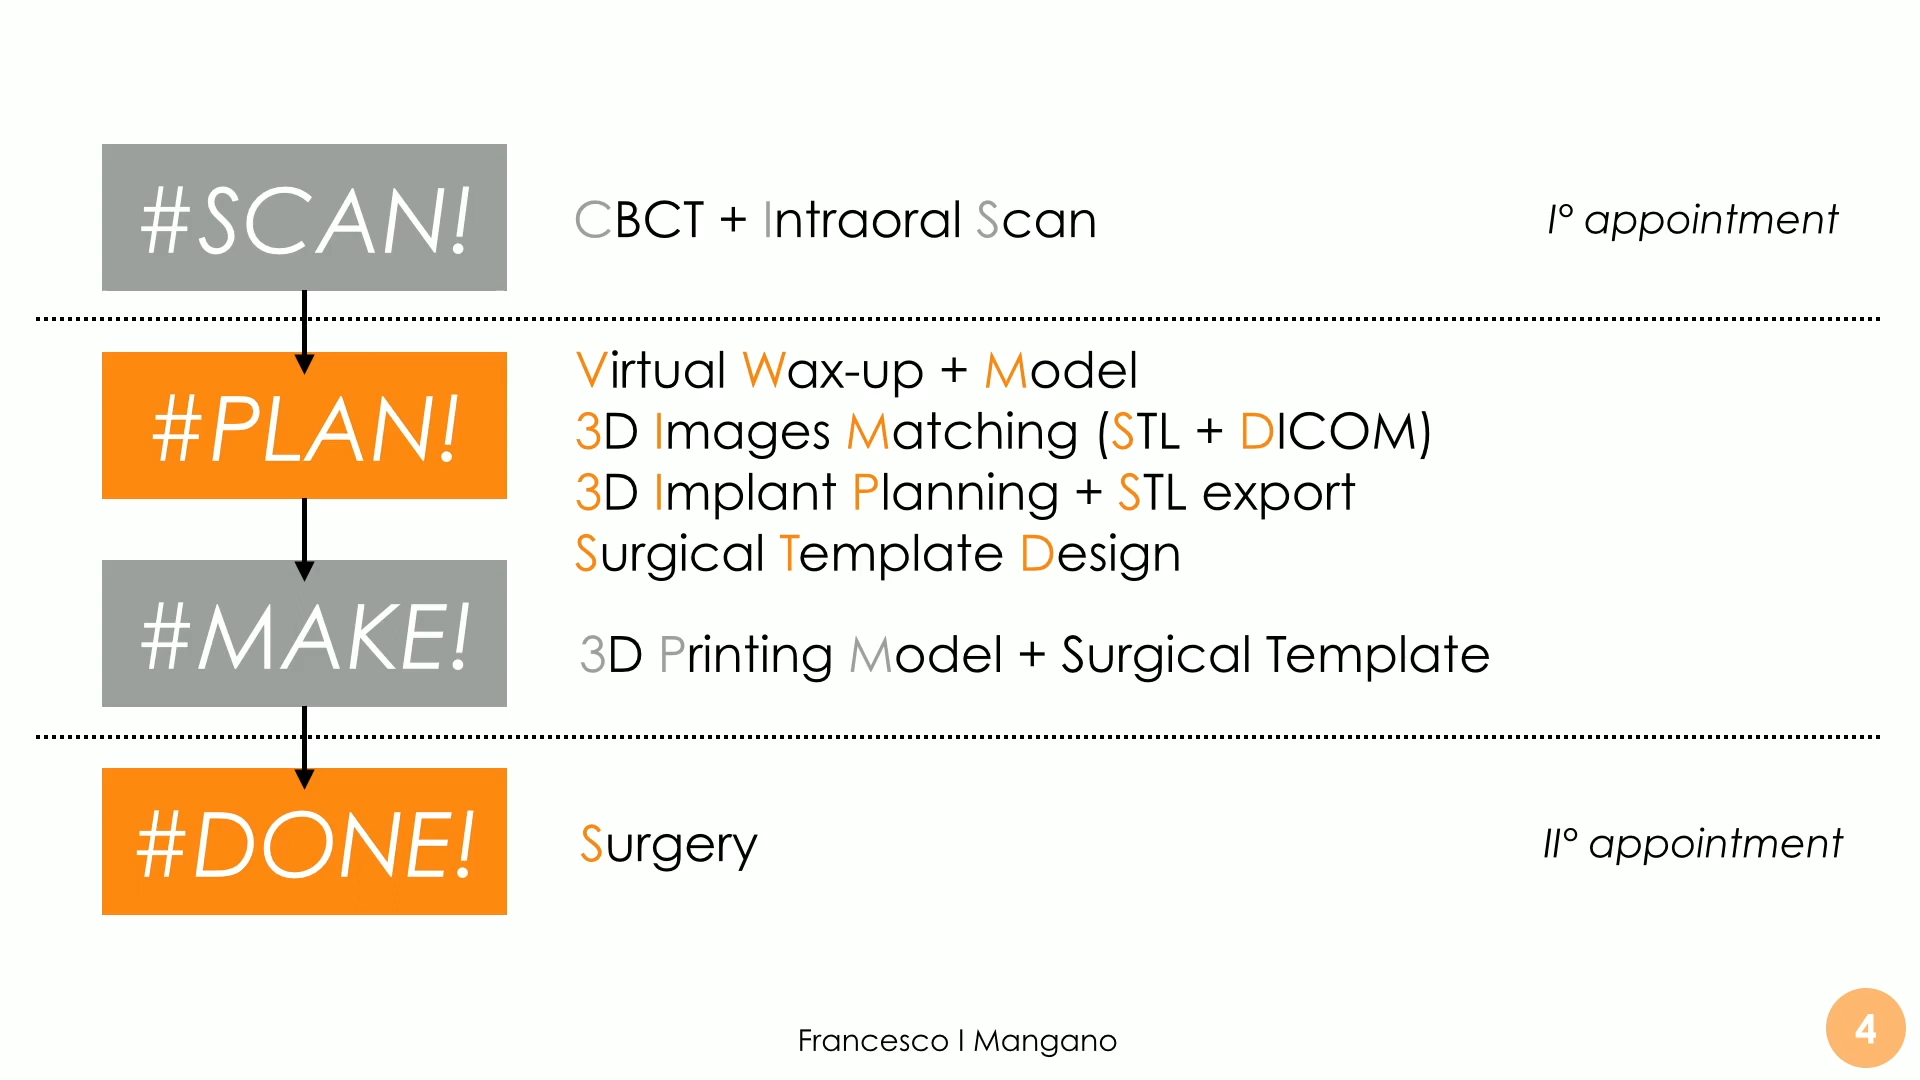 #SCAN!
CBCT + Intraoral Scan
I° appointment
#PLAN!
Virtual Wax-up + Model
3D Images Matching (STL + DICOM)
3D Implant Planning + STL export
Surgical Template Design
#MAKE!
3D Printing Model + Surgical Template
#DONE!
Surgery
II° appointment
Francesco I Mangano
4